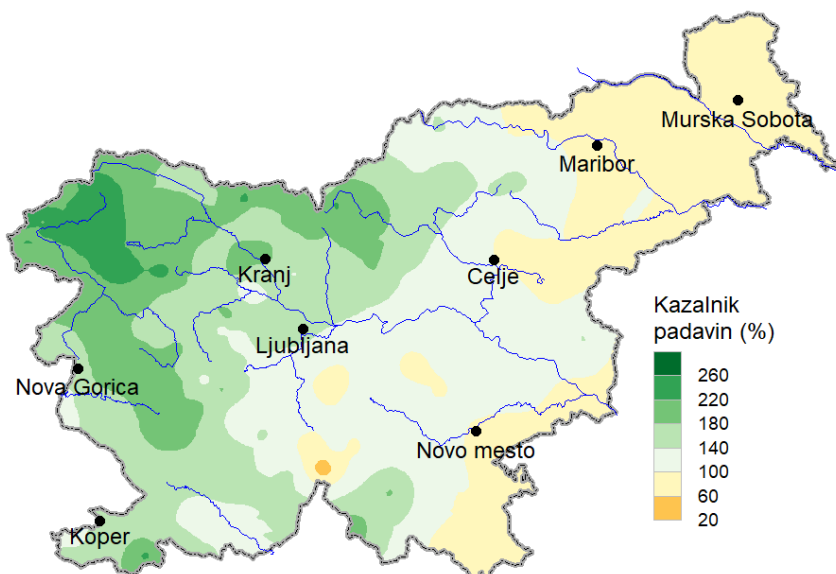 Murska Sobota
Maribor
Kranj
Celje
Ljubljana
Nova Gorica
Novo mesto
Koper
Kazalnik
padavin (%)
260
220
180
140
100
60
20